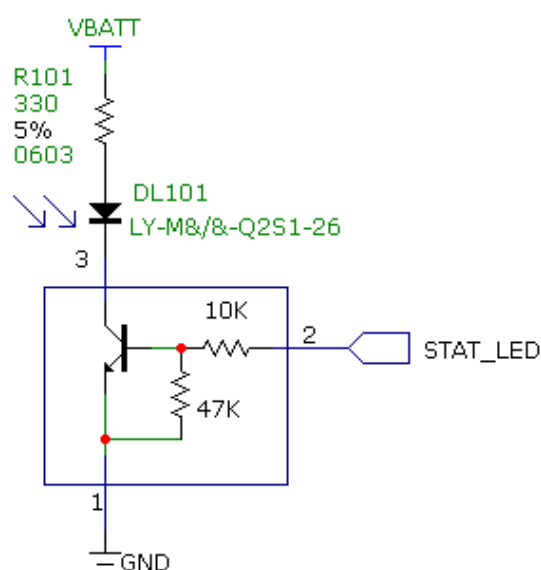 VBATT
R101
330
5%
0603
DL101
LY-M&/&-Q2S1-26
3
10K
2
STAT_LED
47K
1
GND